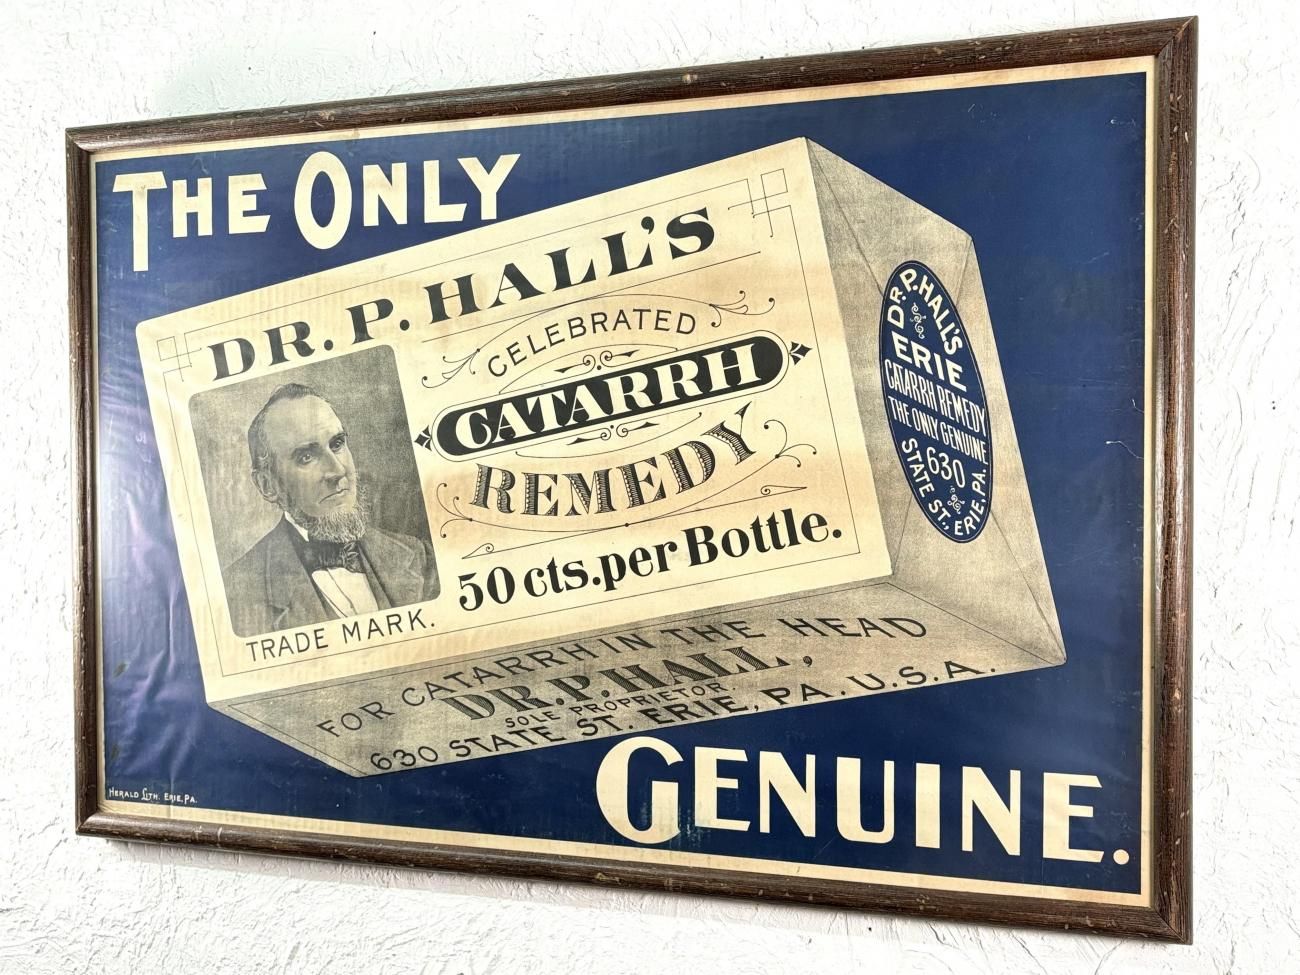 THE ONLY
DR. P. HALL'S
CELEBRATED
CATARRH
REMEDY
50 cts. per Bottle.
TRADE MARK.
DR. P. HALL'S
ERIE
CATARRH REMEDY
THE ONLY GENUINE
630
STATE ST., ERIE, PA.
FOR CATARRH IN THE HEAD
DR. P. HALL,
SOLE PROPRIETOR.
630 STATE ST. ERIE, PA. U.S.A.
GENUINE.
HERALD LITH. ERIE, PA.